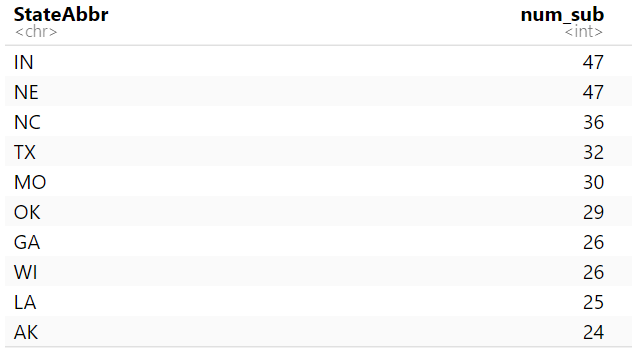 StateAbbr num_sub
<chr> <int>
IN 47
NE 47
NC 36
TX 32
MO 30
OK 29
GA 26
WI 26
LA 25
AK 24